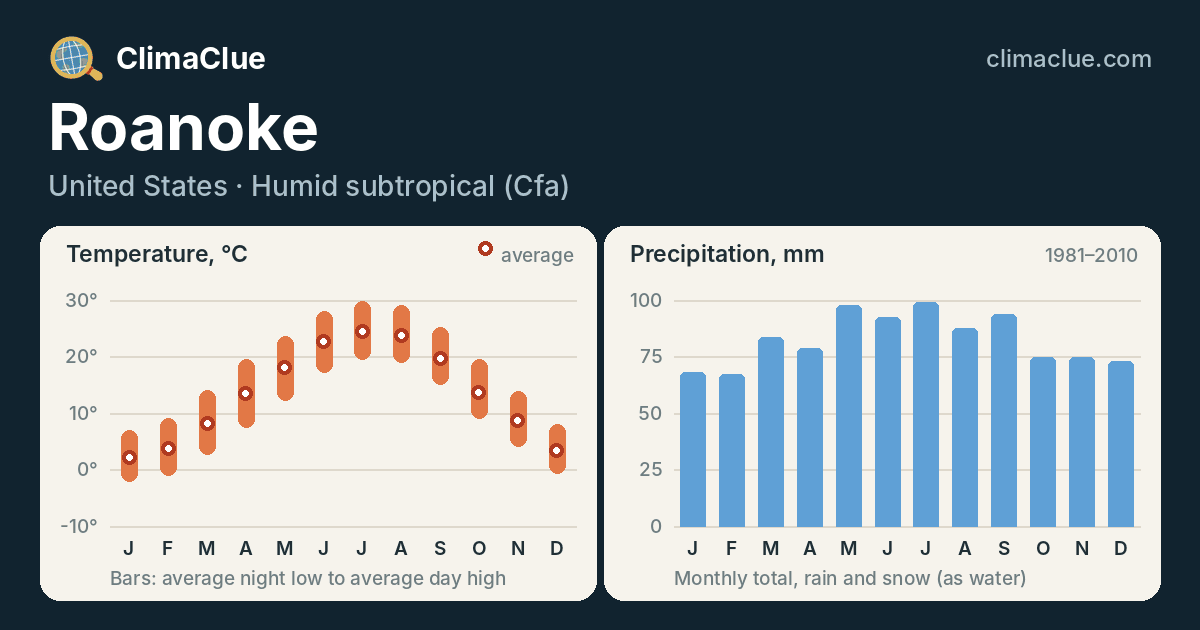 ClimaClue
climaclue.com
Roanoke
United States · Humid subtropical (Cfa)
Temperature, °C
average
30°
20°
10°
0°
-10°
J F M A M J J A S O N D
Bars: average night low to average day high
Precipitation, mm
1981–2010
100
75
50
25
0
J F M A M J J A S O N D
Monthly total, rain and snow (as water)